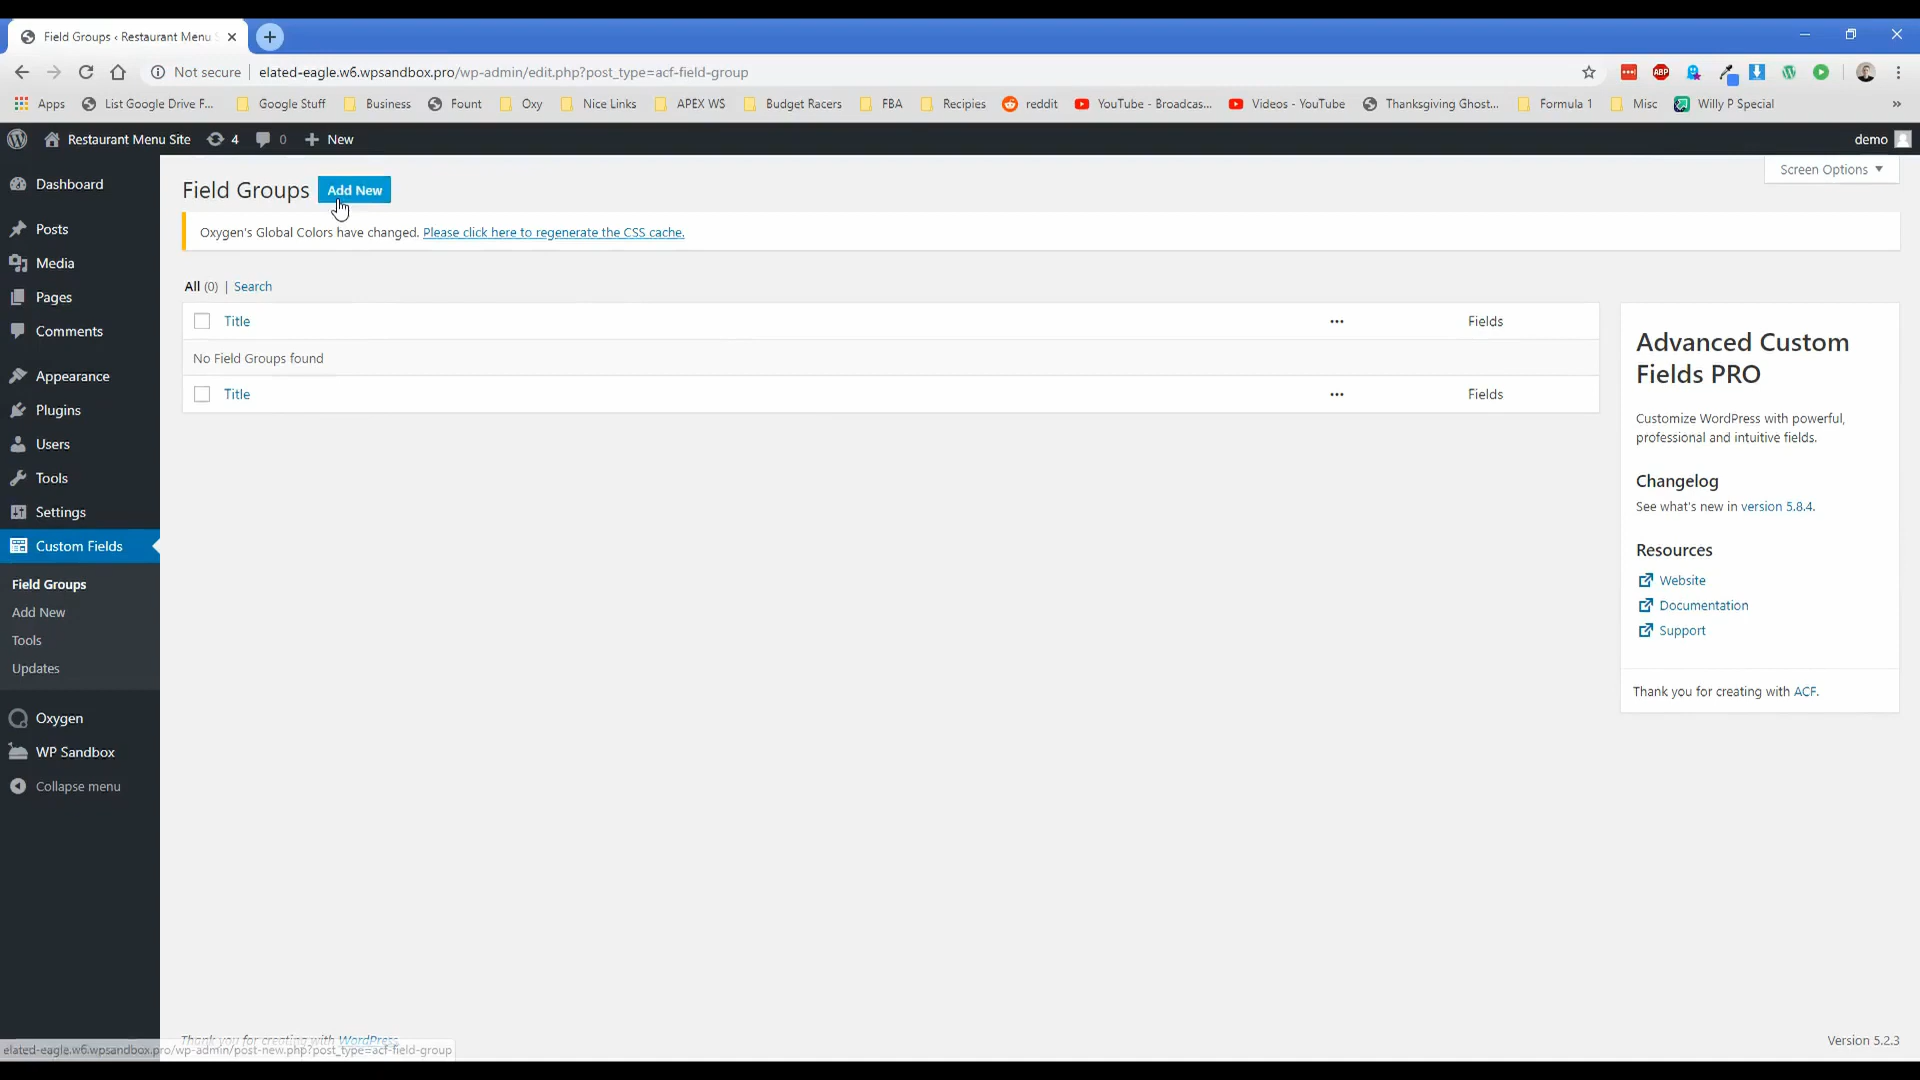 Field Groups ‹ Restaurant Menu S
Not secure
elated-eagle.w6.wpsandbox.pro/wp-admin/edit.php?post_type=acf-field-group
ABP
Apps
List Google Drive F...
Google Stuff
Business
Fount
Oxy
Nice Links
APEX WS
Budget Racers
FBA
Recipies
reddit
YouTube - Broadcas...
Videos - YouTube
Thanksgiving Ghost...
Formula 1
Misc
Willy P Special
»
Restaurant Menu Site
4
0
New
demo
Dashboard
Posts
Media
Pages
Comments
Appearance
Plugins
Users
Tools
Settings
Custom Fields
Field Groups
Add New
Tools
Updates
Oxygen
WP Sandbox
Collapse menu
Screen Options
Field Groups
Add New
Oxygen's Global Colors have changed. Please click here to regenerate the CSS cache.
All (0) | Search
Title
Fields
No Field Groups found
Title
Fields
Advanced Custom
Fields PRO
Customize WordPress with powerful,
professional and intuitive fields.
Changelog
See what's new in version 5.8.4.
Resources
Website
Documentation
Support
Thank you for creating with ACF.
Thank you for creating with WordPress.
Version 5.2.3
elated-eagle.w6.wpsandbox.pro/wp-admin/post-new.php?post_type=acf-field-group